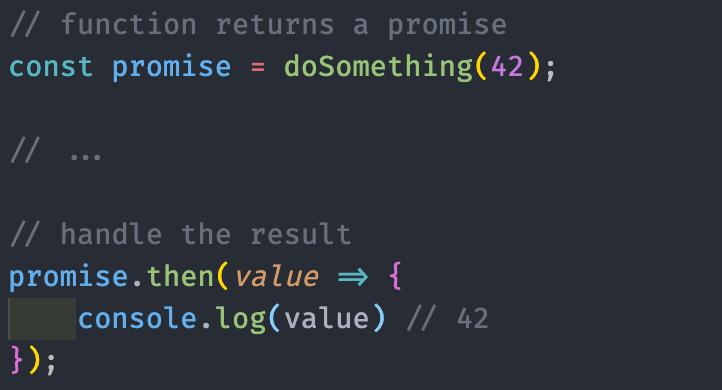 // function returns a promise
const promise = doSomething(42);
// ...
// handle the result
promise.then(value => {
console.log(value) // 42
});